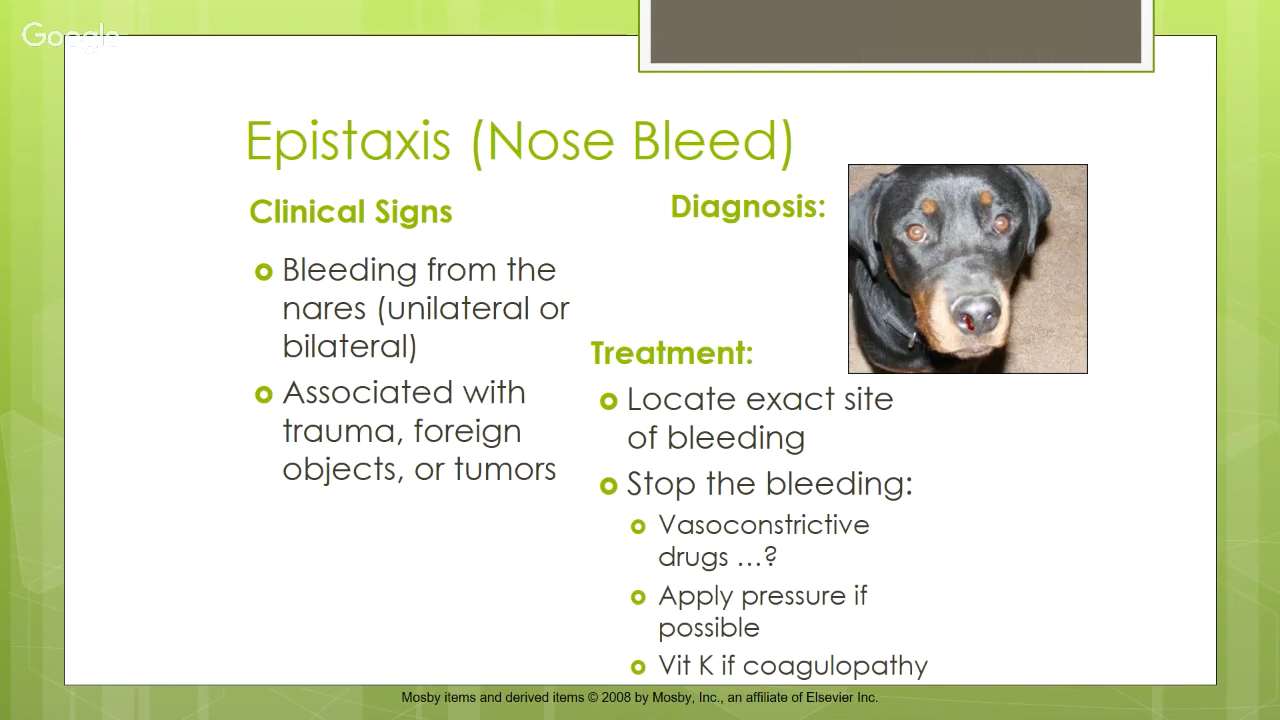 Google
Epistaxis (Nose Bleed)
Clinical Signs
Bleeding from the
nares (unilateral or
bilateral)
Associated with
trauma, foreign
objects, or tumors
Diagnosis:
Treatment:
Locate exact site
of bleeding
Stop the bleeding:
Vasoconstrictive
drugs …?
Apply pressure if
possible
Vit K if coagulopathy
Mosby items and derived items © 2008 by Mosby, Inc., an affiliate of Elsevier Inc.